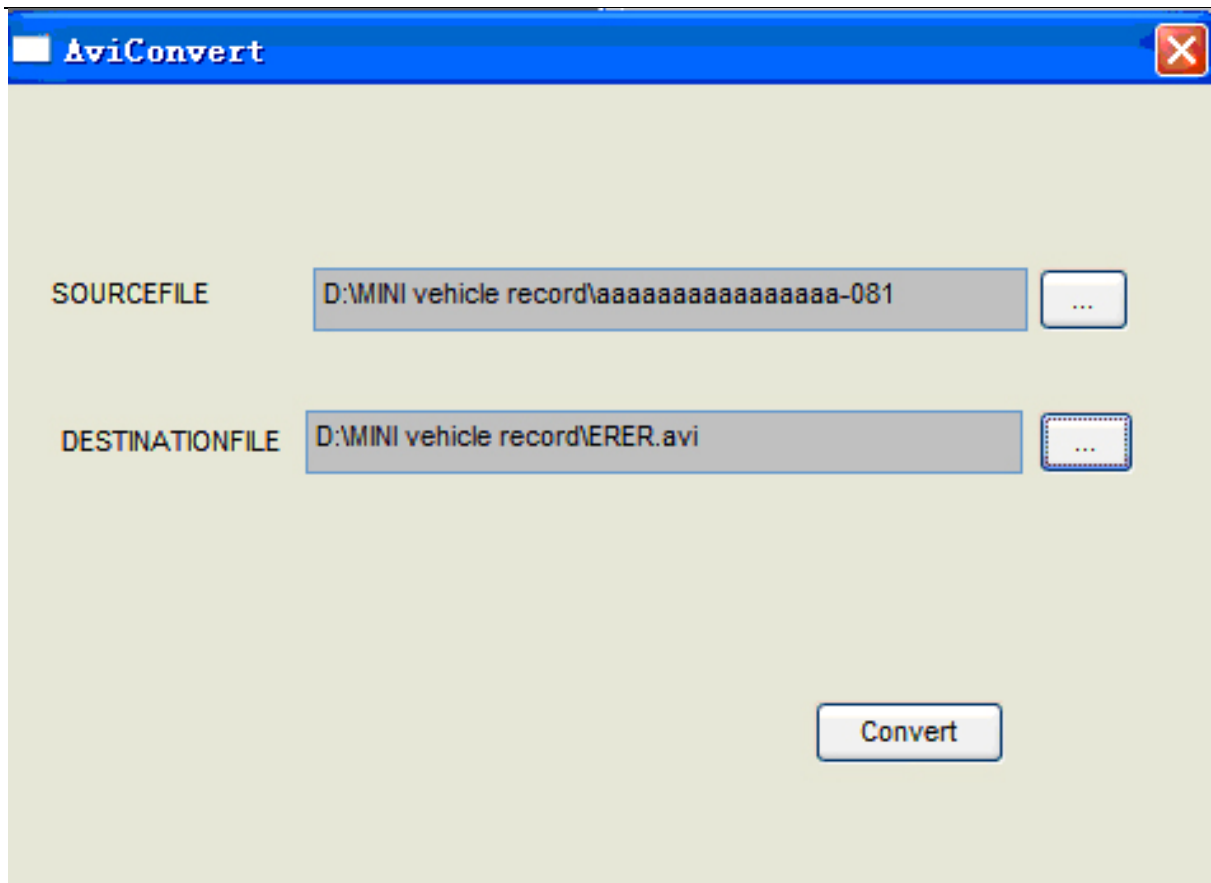 AviConvert
SOURCEFILE
D:\MINI vehicle record\aaaaaaaaaaaaaaaa-081
...
DESTINATIONFILE
D:\MINI vehicle record\ERER.avi
...
Convert